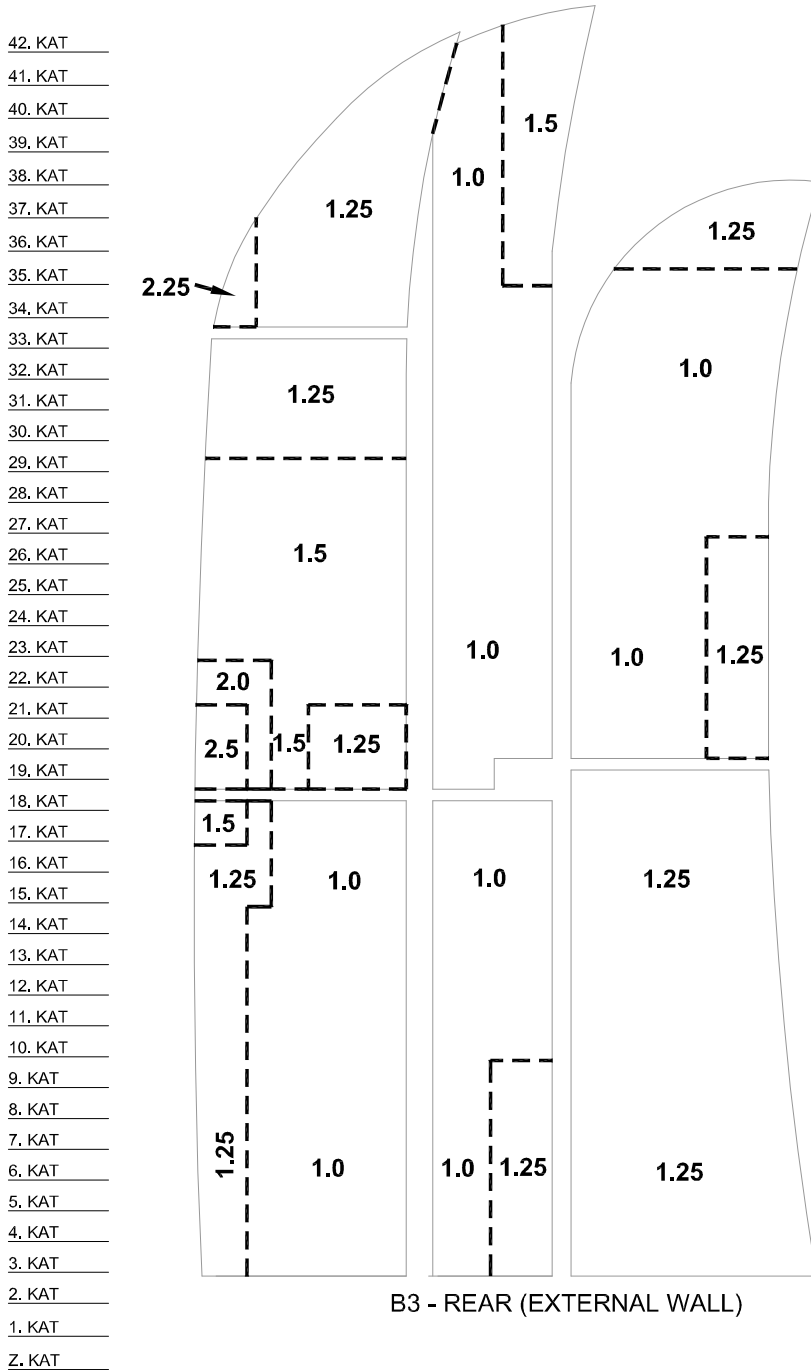 42. KAT
41. KAT
40. KAT
39. KAT
38. KAT
37. KAT
36. KAT
35. KAT
34. KAT
33. KAT
32. KAT
31. KAT
30. KAT
29. KAT
28. KAT
27. KAT
26. KAT
25. KAT
24. KAT
23. KAT
22. KAT
21. KAT
20. KAT
19. KAT
18. KAT
17. KAT
16. KAT
15. KAT
14. KAT
13. KAT
12. KAT
11. KAT
10. KAT
9. KAT
8. KAT
7. KAT
6. KAT
5. KAT
4. KAT
3. KAT
2. KAT
1. KAT
Z. KAT
1.5
1.0
1.25
1.25
2.25
1.25
1.0
1.5
1.0
1.0
1.25
2.0
2.5
1.5
1.25
1.5
1.25
1.0
1.0
1.25
1.25
1.0
1.0
1.25
1.25
B3 - REAR (EXTERNAL WALL)